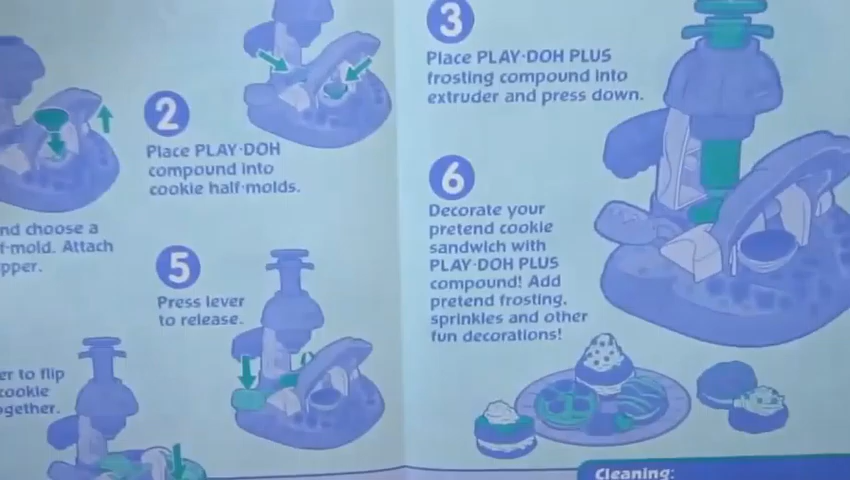 nd choose a
f-mold. Attach
pper.
er to flip
cookie
ogether.
2
Place PLAY-DOH
compound into
cookie half-molds.
5
Press lever
to release.
3
Place PLAY-DOH PLUS
frosting compound into
extruder and press down.
6
Decorate your
pretend cookie
sandwich with
PLAY-DOH PLUS
compound! Add
pretend frosting,
sprinkles and other
fun decorations!
Cleaning: